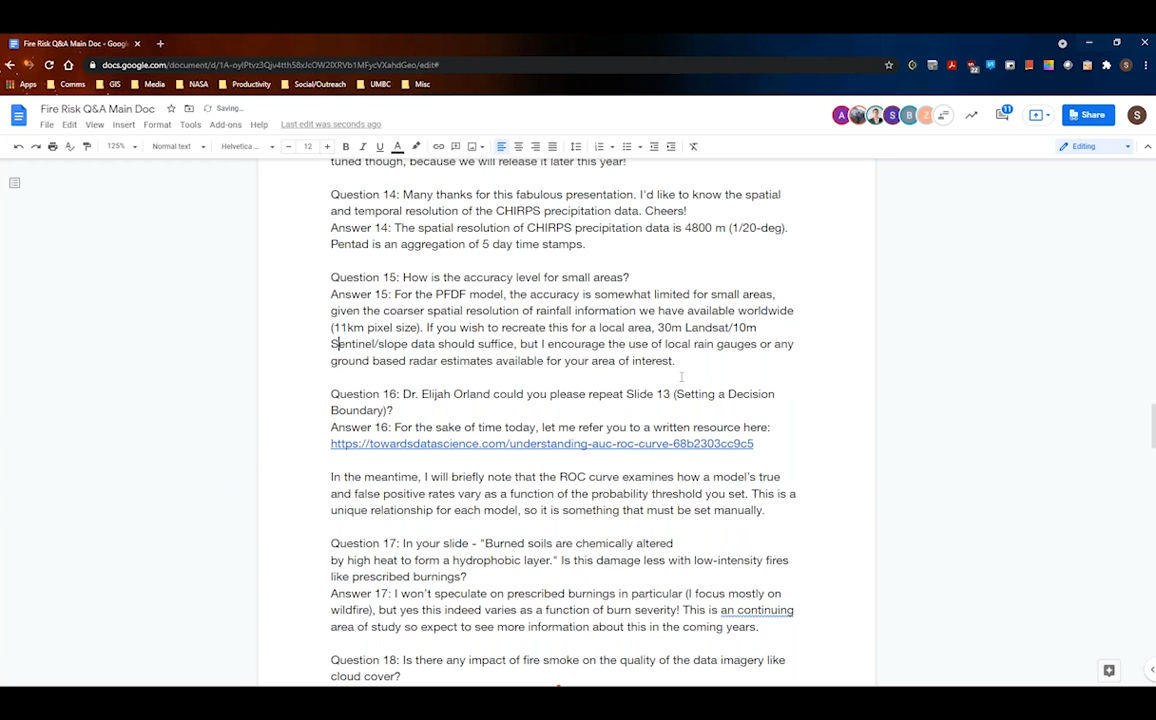 Fire Risk Q&A Main Doc - Googl
docs.google.com
Apps Comms GIS Media NASA Productivity Social/Outreach UMBC Misc
22
S
Fire Risk Q&A Main Doc Saving...
File Edit View Insert Format Tools Add-ons Help Last edit was seconds ago
A S B Z 11 Share S
125% Normal text Helvetica ... 12 B I U A Editing
tuned though, because we will release it later this year!
Question 14: Many thanks for this fabulous presentation. I'd like to know the spatial
and temporal resolution of the CHIRPS precipitation data. Cheers!
Answer 14: The spatial resolution of CHIRPS precipitation data is 4800 m (1/20-deg).
Pentad is an aggregation of 5 day time stamps.
Question 15: How is the accuracy level for small areas?
Answer 15: For the PFDF model, the accuracy is somewhat limited for small areas,
given the coarser spatial resolution of rainfall information we have available worldwide
(11km pixel size). If you wish to recreate this for a local area, 30m Landsat/10m
Sentinel/slope data should suffice, but I encourage the use of local rain gauges or any
ground based radar estimates available for your area of interest.
Question 16: Dr. Elijah Orland could you please repeat Slide 13 (Setting a Decision
Boundary)?
Answer 16: For the sake of time today, let me refer you to a written resource here:
https://towardsdatascience.com/understanding-auc-roc-curve-68b2303cc9c5
In the meantime, I will briefly note that the ROC curve examines how a model's true
and false positive rates vary as a function of the probability threshold you set. This is a
unique relationship for each model, so it is something that must be set manually.
Question 17: In your slide - "Burned soils are chemically altered
by high heat to form a hydrophobic layer." Is this damage less with low-intensity fires
like prescribed burnings?
Answer 17: I won't speculate on prescribed burnings in particular (I focus mostly on
wildfire), but yes this indeed varies as a function of burn severity! This is an continuing
area of study so expect to see more information about this in the coming years.
Question 18: Is there any impact of fire smoke on the quality of the data imagery like
cloud cover?